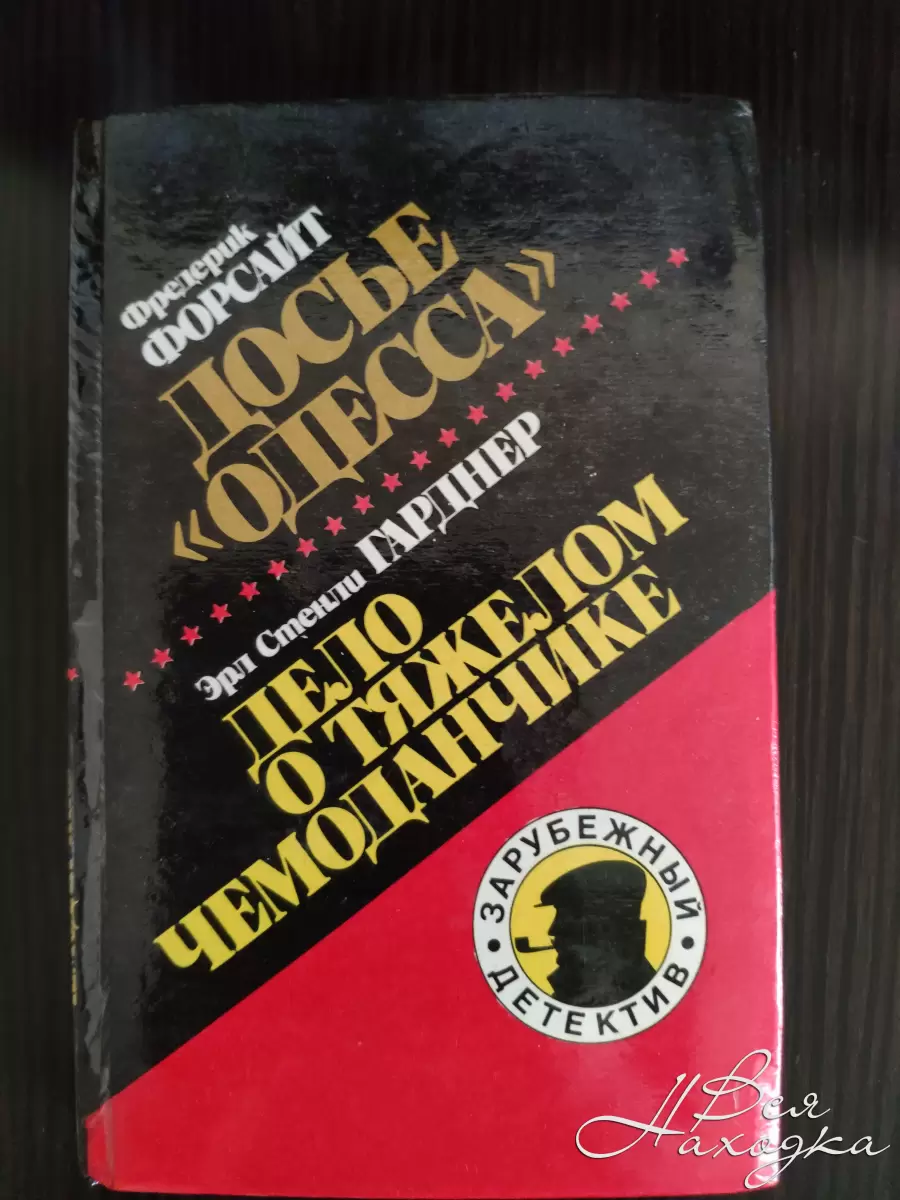 Фредерик
ФОРСАЙТ
ДОСЬЕ
«ОДЕССА»
Эрл Стенли ГАРДНЕР
ДЕЛО
О ТЯЖЕЛОМ
ЧЕМОДАНЧИКЕ
ЗАРУБЕЖНЫЙ
ДЕТЕКТИВ
Вся
Находка